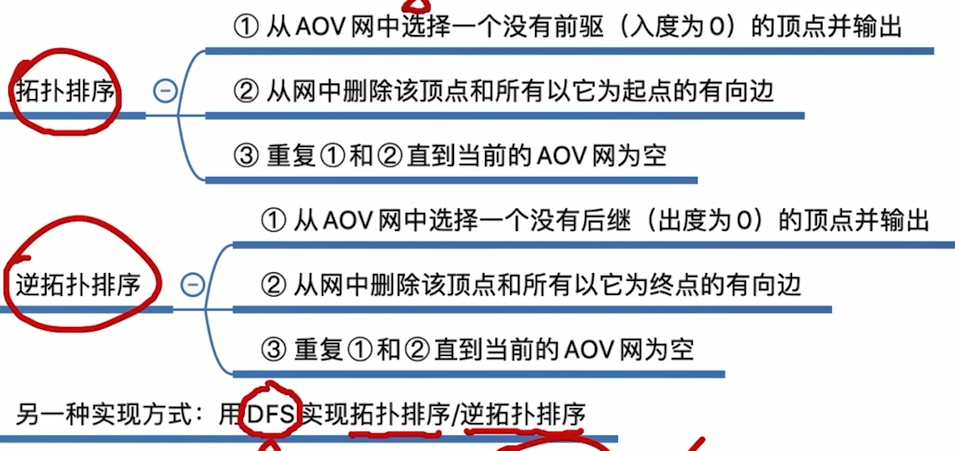 ① 从AOV网中选择一个没有前驱（入度为0）的顶点并输出
拓扑排序
② 从网中删除该顶点和所有以它为起点的有向边
③ 重复①和②直到当前的AOV网为空
① 从AOV网中选择一个没有后继（出度为0）的顶点并输出
逆拓扑排序
② 从网中删除该顶点和所有以它为终点的有向边
③ 重复①和②直到当前的AOV网为空
另一种实现方式：用DFS实现拓扑排序/逆拓扑排序